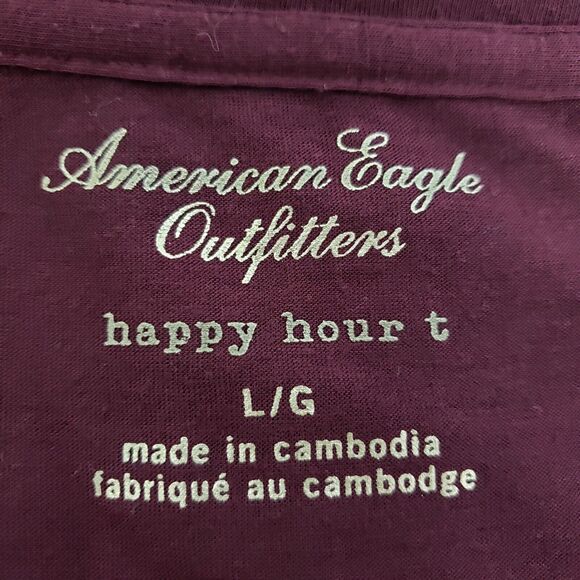 American Eagle
Outfitters
happy hour t
L/G
made in cambodia
fabriqué au cambodge